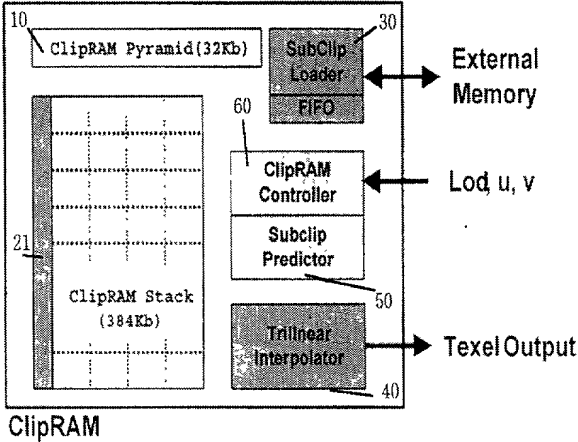 10
ClipRAM Pyramid(32Kb)
30
SubClip
Loader
FIFO
External
Memory
60
ClipRAM
Controller
Lod, u, v
Subclip
Predictor
50
21
ClipRAM Stack
(384Kb)
Trilinear
Interpolator
Texel Output
40
ClipRAM